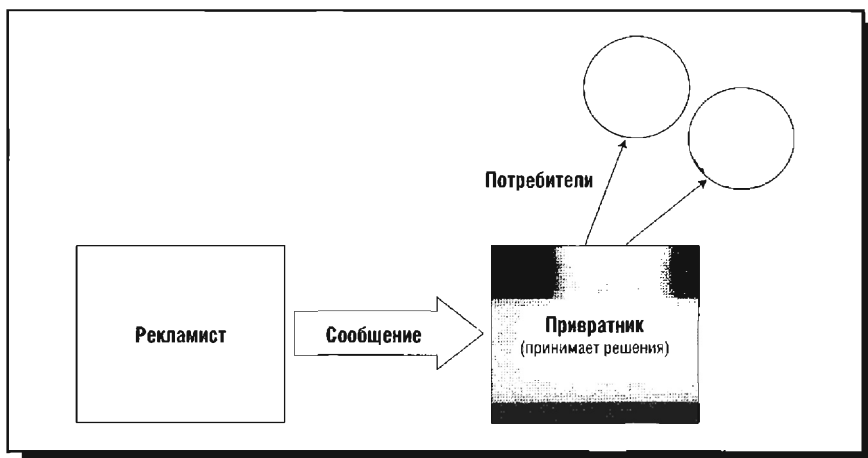 Потребители
Рекламист
Сообщение
Привратник
(принимает решения)